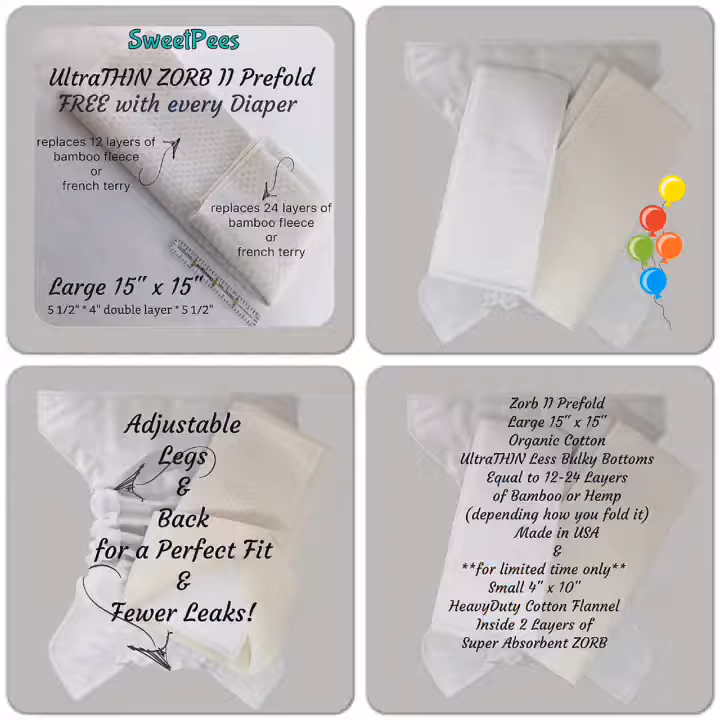 SweetPees
UltraTHIN ZORB II Prefold
FREE with every Diaper
replaces 12 layers of
bamboo fleece
or
french terry
replaces 24 layers of
bamboo fleece
or
french terry
Large 15" x 15"
5 1/2" * 4" double layer * 5 1/2"
Adjustable
Legs
&
Back
for a Perfect Fit
&
Fewer Leaks!
Zorb II Prefold
Large 15" x 15"
Organic Cotton
UltraTHIN Less Bulky Bottoms
Equal to 12-24 Layers
of Bamboo or Hemp
(depending how you fold it)
Made in USA
&
**for limited time only**
Small 4" x 10"
HeavyDuty Cotton Flannel
Inside 2 Layers of
Super Absorbent ZORB